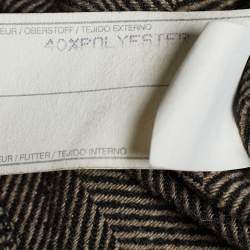 EUR / OBERSTOFF / TEJIDO EXTERNO
40%POLYESTER
EUR / FUTTER / TEJIDO INTERNO